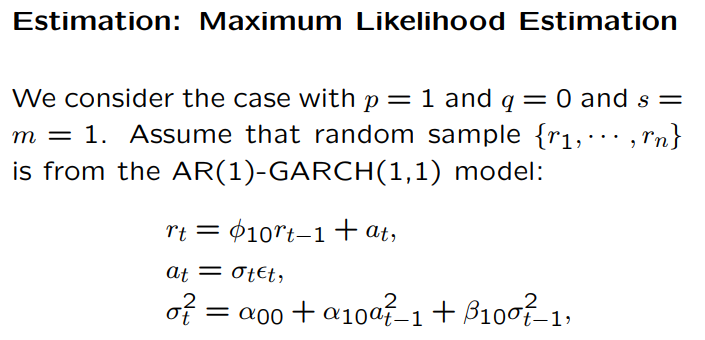 Estimation: Maximum Likelihood Estimation
We consider the case with p = 1 and q = 0 and s =
m = 1. Assume that random sample {r₁, ⋯ , rₙ}
is from the AR(1)-GARCH(1,1) model:
rₜ = ϕ₁₀rₜ₋₁ + aₜ,
aₜ = σₜϵₜ,
σₜ² = α₀₀ + α₁₀a²ₜ₋₁ + β₁₀σ²ₜ₋₁,